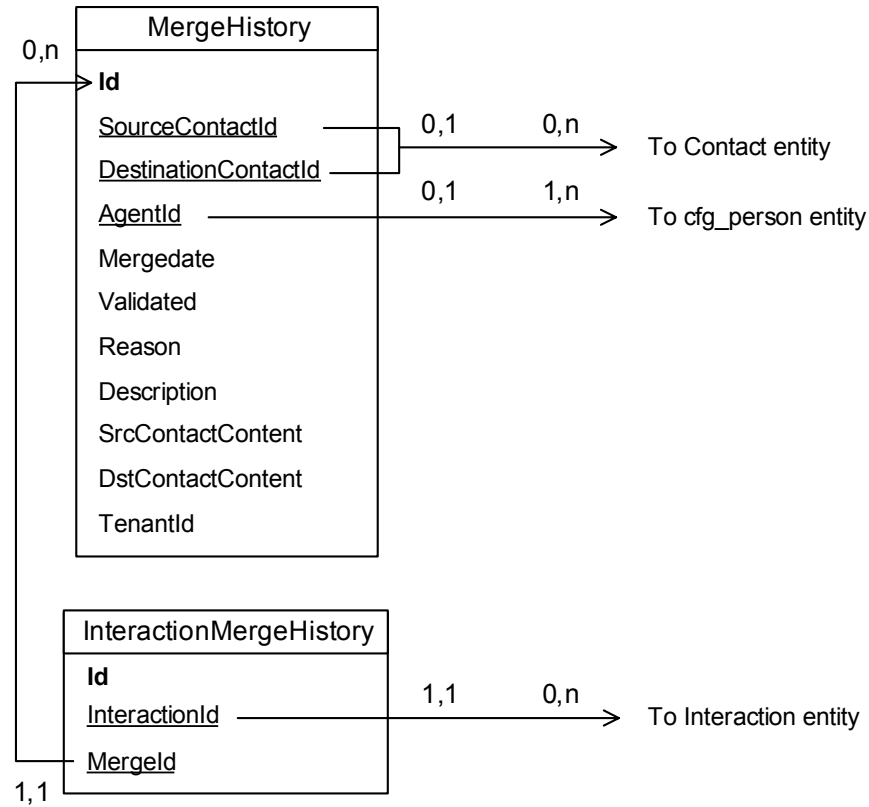 MergeHistory
0,n
Id
SourceContactId
0,1
0,n
To Contact entity
DestinationContactId
0,1
1,n
AgentId
To cfg_person entity
Mergedate
Validated
Reason
Description
SrcContactContent
DstContactContent
TenantId
InteractionMergeHistory
Id
InteractionId
1,1
0,n
To Interaction entity
MergeId
1,1